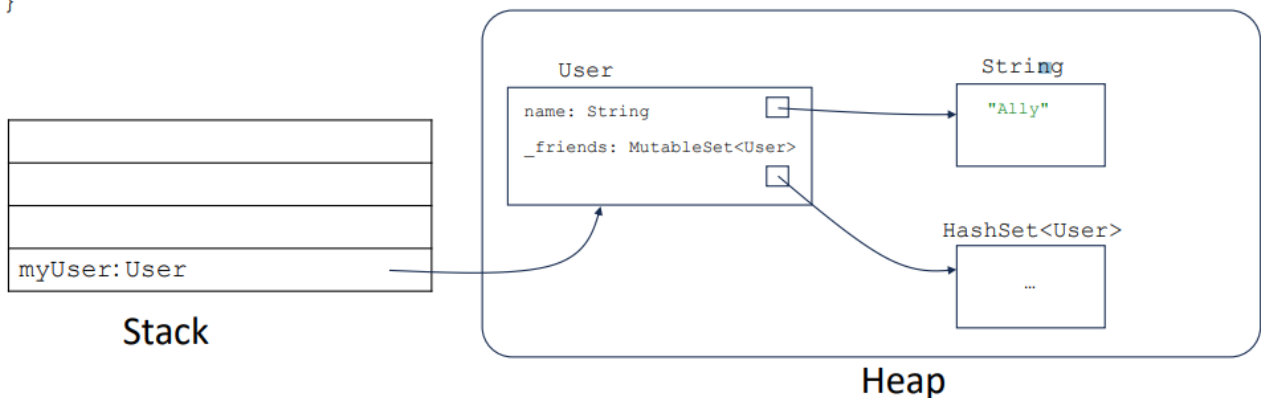 }
User
String
name: String
"Ally"
_friends: MutableSet<User>
HashSet<User>
myUser:User
…
Stack
Heap